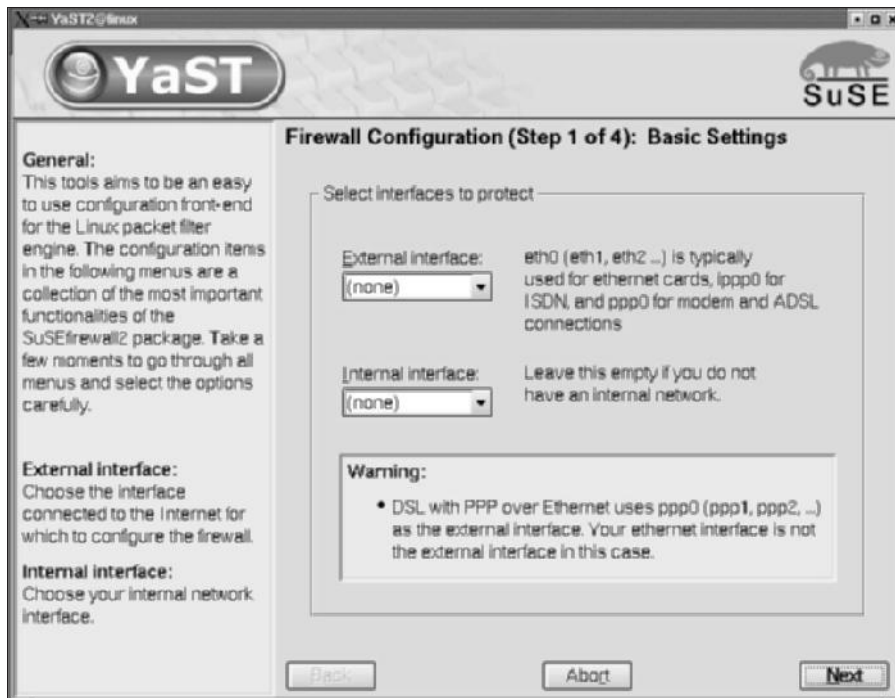 YaST2@linux
YaST
SuSE
General:
This tools aims to be an easy
to use configuration front-end
for the Linux packet filter
engine. The configuration items
in the following menus are a
collection of the most important
functionalities of the
SuSEfirewall2 package. Take a
few moments to go through all
menus and select the options
carefully.
External interface:
Choose the interface
connected to the Internet for
which to configure the firewall.
Internal interface:
Choose your internal network
interface.
Firewall Configuration (Step 1 of 4): Basic Settings
Select interfaces to protect
External interface:
(none)
eth0 (eth1, eth2 ...) is typically
used for ethernet cards, ippp0 for
ISDN, and ppp0 for modem and ADSL
connections
Internal interface:
(none)
Leave this empty if you do not
have an internal network.
Warning:
• DSL with PPP over Ethernet uses ppp0 (ppp1, ppp2, ...)
as the external interface. Your ethernet interface is not
the external interface in this case.
Back
Abort
Next